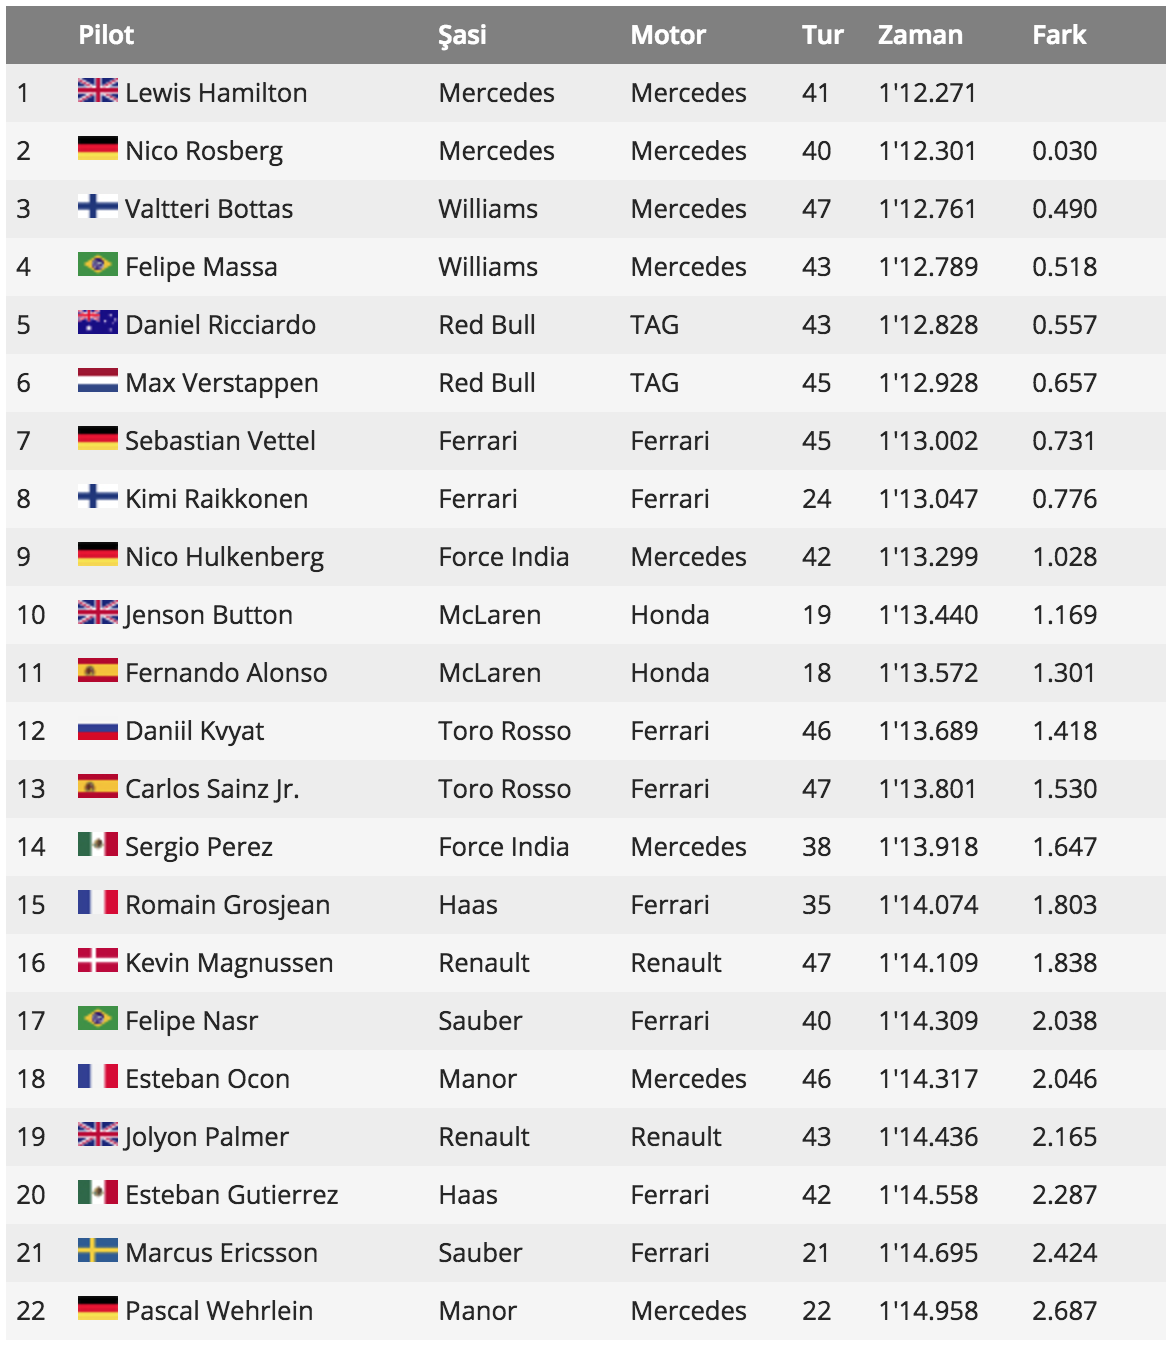 Pilot Şasi Motor Tur Zaman Fark
1 Lewis Hamilton Mercedes Mercedes 41 1'12.271
2 Nico Rosberg Mercedes Mercedes 40 1'12.301 0.030
3 Valtteri Bottas Williams Mercedes 47 1'12.761 0.490
4 Felipe Massa Williams Mercedes 43 1'12.789 0.518
5 Daniel Ricciardo Red Bull TAG 43 1'12.828 0.557
6 Max Verstappen Red Bull TAG 45 1'12.928 0.657
7 Sebastian Vettel Ferrari Ferrari 45 1'13.002 0.731
8 Kimi Raikkonen Ferrari Ferrari 24 1'13.047 0.776
9 Nico Hulkenberg Force India Mercedes 42 1'13.299 1.028
10 Jenson Button McLaren Honda 19 1'13.440 1.169
11 Fernando Alonso McLaren Honda 18 1'13.572 1.301
12 Daniil Kvyat Toro Rosso Ferrari 46 1'13.689 1.418
13 Carlos Sainz Jr. Toro Rosso Ferrari 47 1'13.801 1.530
14 Sergio Perez Force India Mercedes 38 1'13.918 1.647
15 Romain Grosjean Haas Ferrari 35 1'14.074 1.803
16 Kevin Magnussen Renault Renault 47 1'14.109 1.838
17 Felipe Nasr Sauber Ferrari 40 1'14.309 2.038
18 Esteban Ocon Manor Mercedes 46 1'14.317 2.046
19 Jolyon Palmer Renault Renault 43 1'14.436 2.165
20 Esteban Gutierrez Haas Ferrari 42 1'14.558 2.287
21 Marcus Ericsson Sauber Ferrari 21 1'14.695 2.424
22 Pascal Wehrlein Manor Mercedes 22 1'14.958 2.687